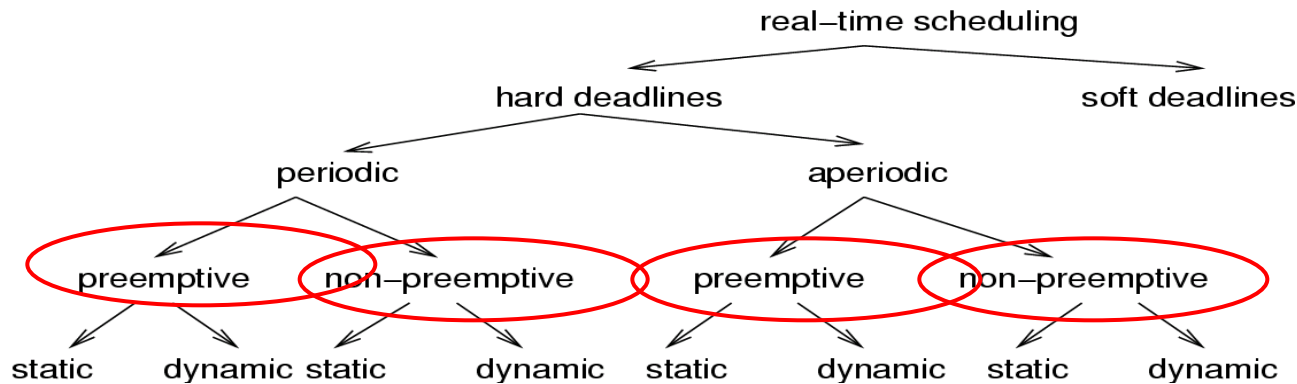 real−time scheduling
hard deadlines soft deadlines
periodic aperiodic
preemptive non−preemptive preemptive non−preemptive
static dynamic static dynamic static dynamic static dynamic